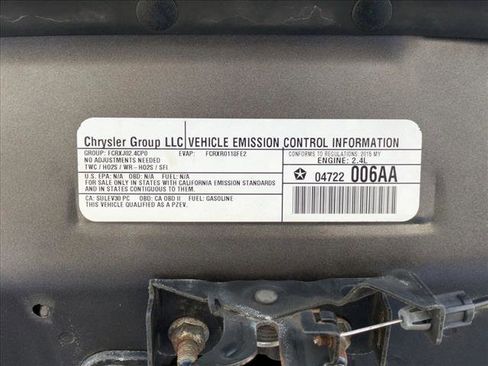 Chrysler Group LLC VEHICLE EMISSION CONTROL INFORMATION
GROUP: FCRXJ02.4CP0 EVAP: FCRXR0118FE2 CONFORMS TO REGULATIONS: 2015 MY
NO ADJUSTMENTS NEEDED ENGINE: 2.4L
TWC / HO2S / WR-HO2S / SFI
U.S. EPA: N/A OBD: N/A FUEL: N/A
FOR SALE ONLY IN STATES WITH CALIFORNIA EMISSION STANDARDS
AND IN STATES CONTIGUOUS TO THEM.
04722 006AA
CA: SULEV30 PC OBD: CA OBD II FUEL: GASOLINE
THIS VEHICLE QUALIFIED AS A PZEV.